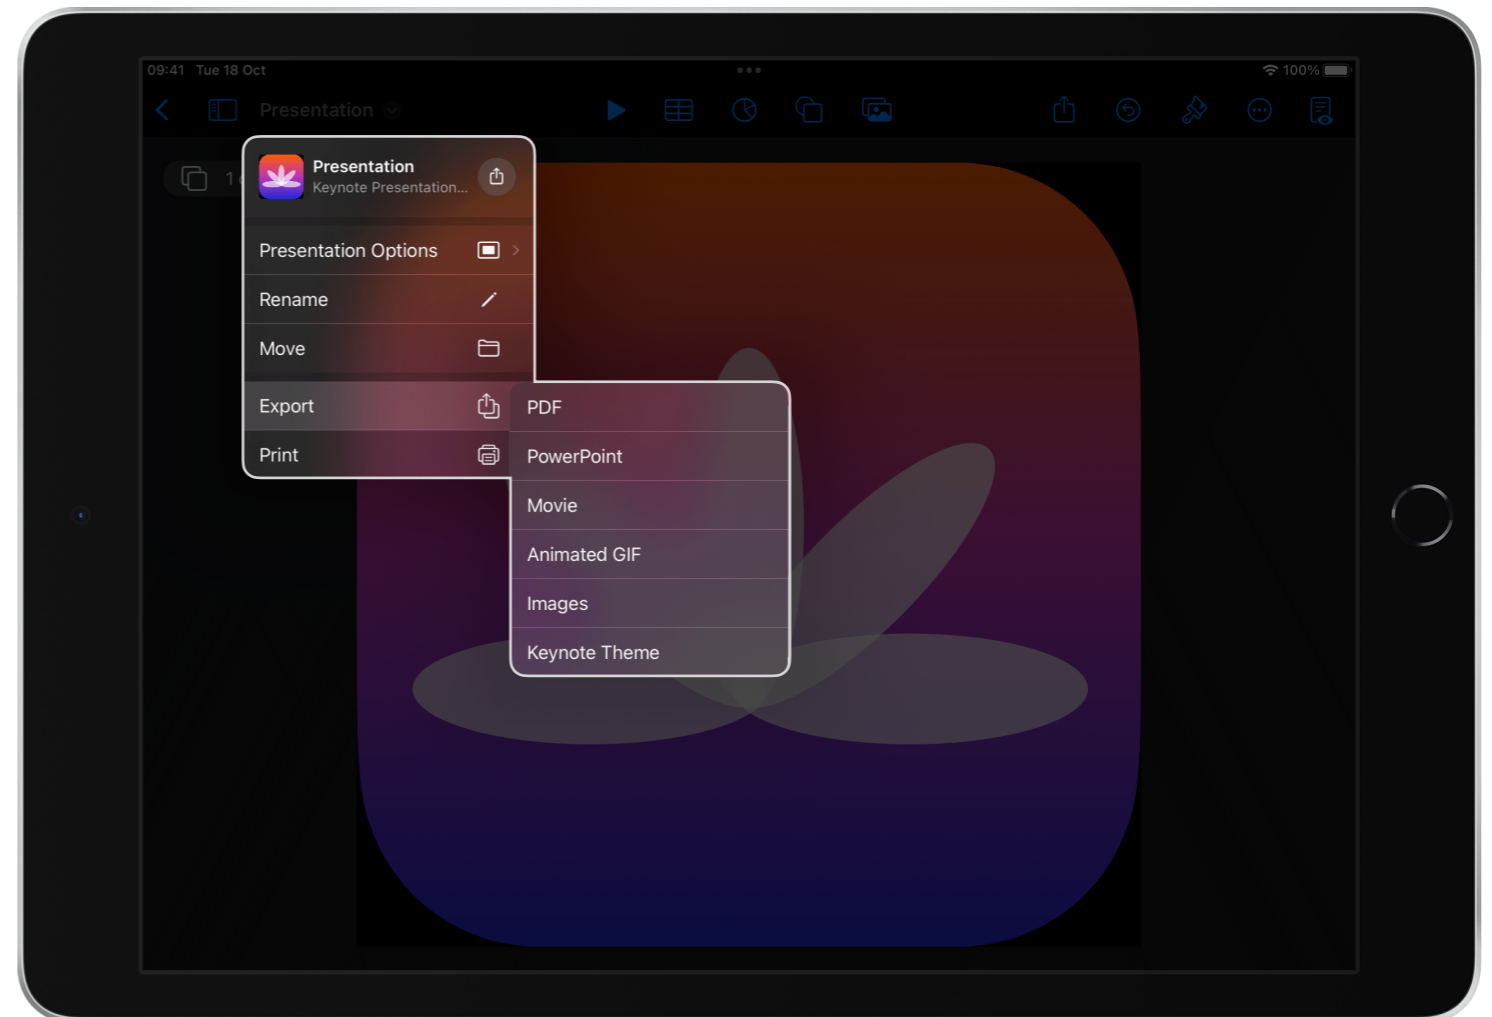 09:41 Tue 18 Oct
100%
Presentation
1
Presentation
Keynote Presentation...
Presentation Options
Rename
Move
Export
Print
PDF
PowerPoint
Movie
Animated GIF
Images
Keynote Theme